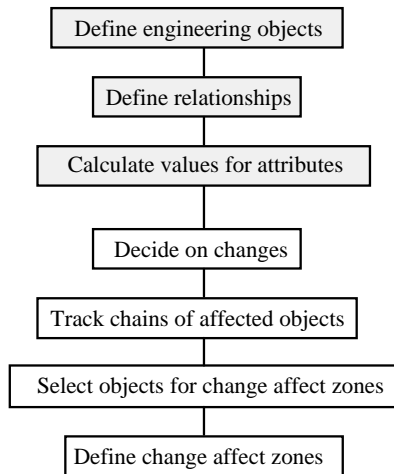 Define engineering objects
Define relationships
Calculate values for attributes
Decide on changes
Track chains of affected objects
Select objects for change affect zones
Define change affect zones